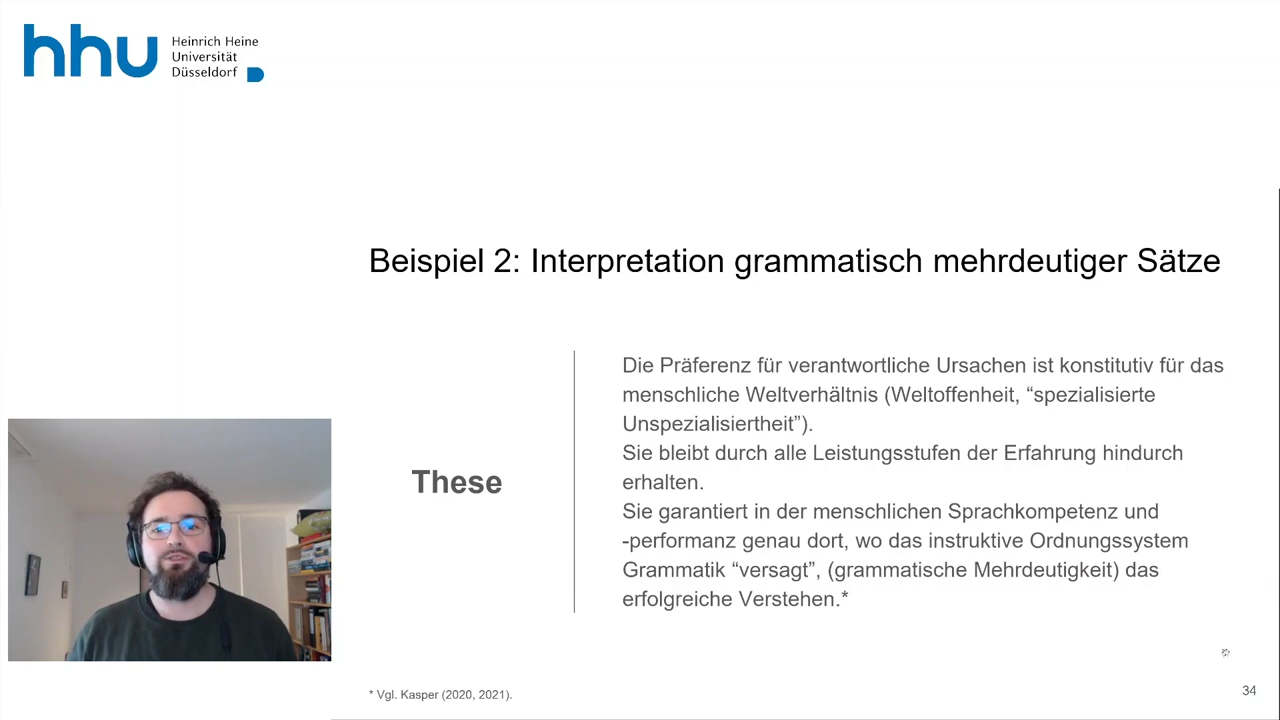 hhu
Heinrich Heine
Universität
Düsseldorf
Beispiel 2: Interpretation grammatisch mehrdeutiger Sätze
These
Die Präferenz für verantwortliche Ursachen ist konstitutiv für das
menschliche Weltverhältnis (Weltoffenheit, “spezialisierte
Unspezialisiertheit”).
Sie bleibt durch alle Leistungsstufen der Erfahrung hindurch
erhalten.
Sie garantiert in der menschlichen Sprachkompetenz und
-performanz genau dort, wo das instruktive Ordnungssystem
Grammatik “versagt”, (grammatische Mehrdeutigkeit) das
erfolgreiche Verstehen.*
* Vgl. Kasper (2020, 2021).
34